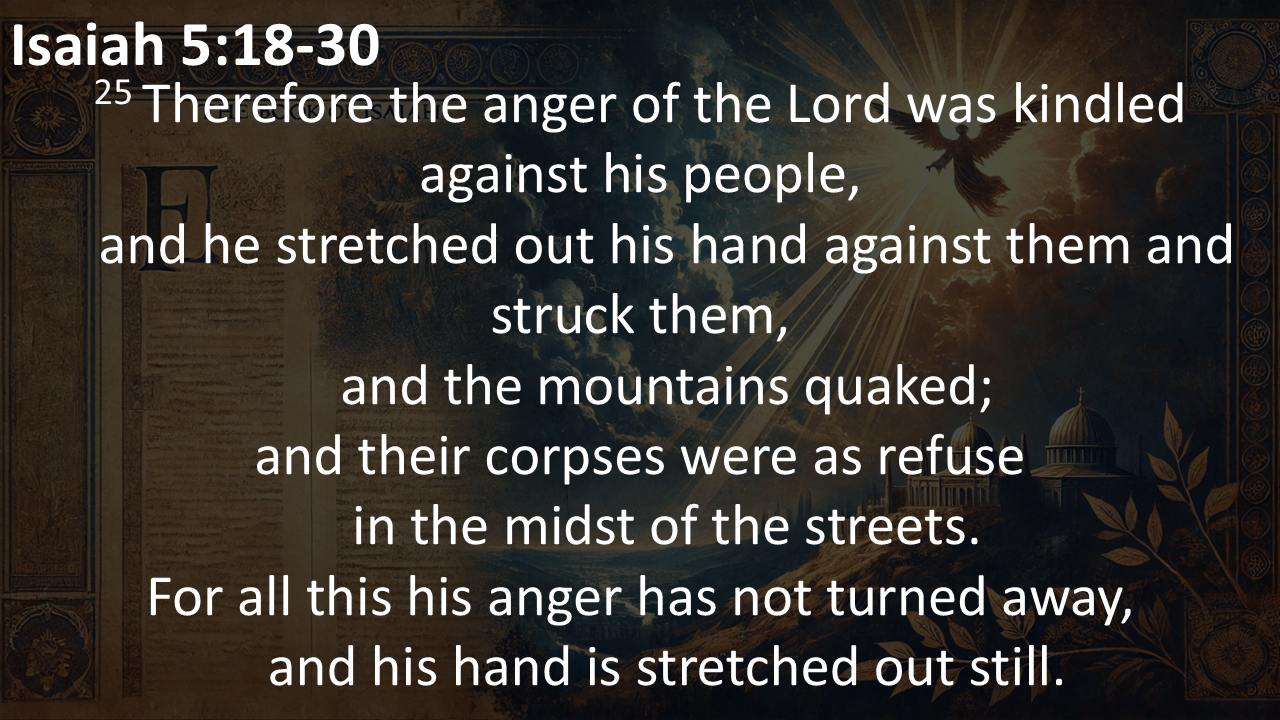 Isaiah 5:18-30
25 Therefore the anger of the Lord was kindled
against his people,
and he stretched out his hand against them and
struck them,
and the mountains quaked;
and their corpses were as refuse
in the midst of the streets.
For all this his anger has not turned away,
and his hand is stretched out still.